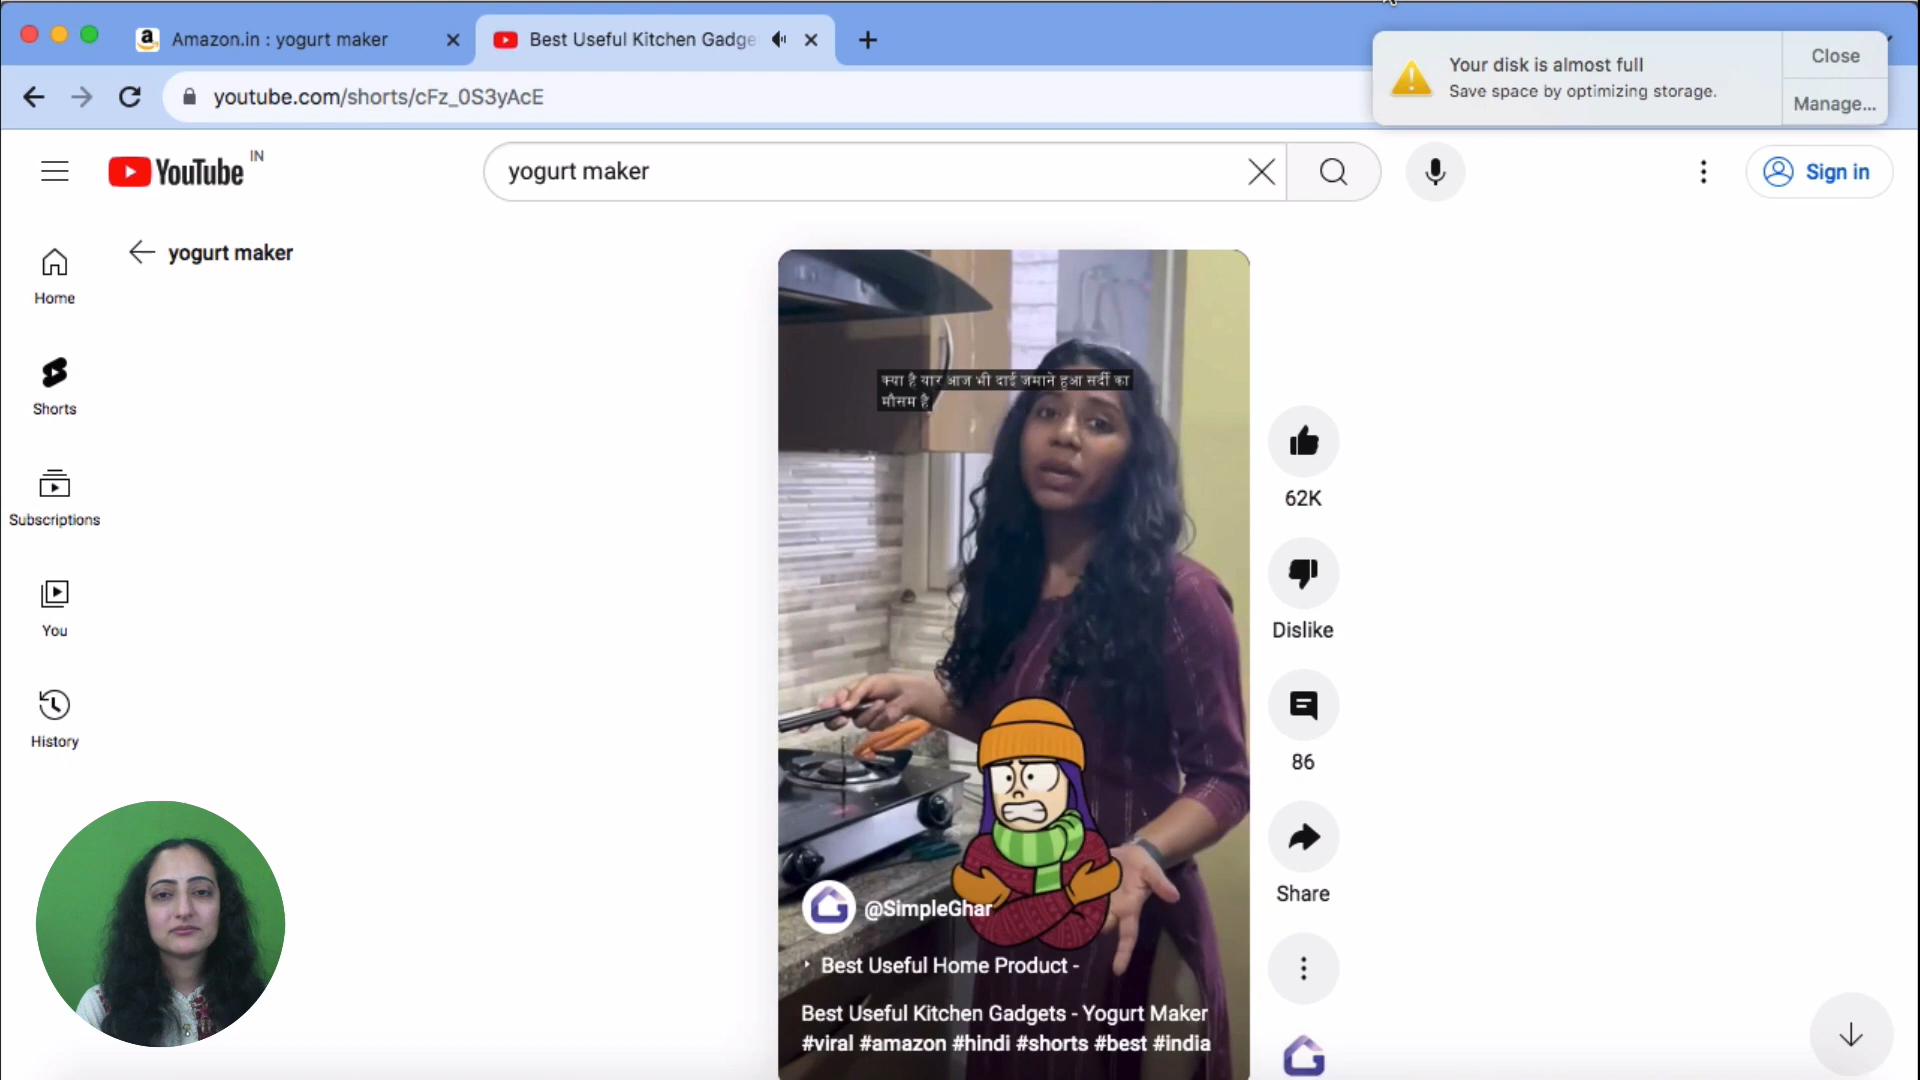 Amazon.in : yogurt maker
Best Useful Kitchen Gadge
Your disk is almost full
Save space by optimizing storage.
Close
Manage...
youtube.com/shorts/cFz_0S3yAcE
YouTube IN
yogurt maker
Sign in
yogurt maker
Home
Shorts
Subscriptions
You
History
क्या है यार आज भी दाई जमाने हुआ सर्दी का
मौसम है
62K
Dislike
86
Share
@SimpleGhar
Best Useful Home Product -
Best Useful Kitchen Gadgets - Yogurt Maker
#viral #amazon #hindi #shorts #best #india